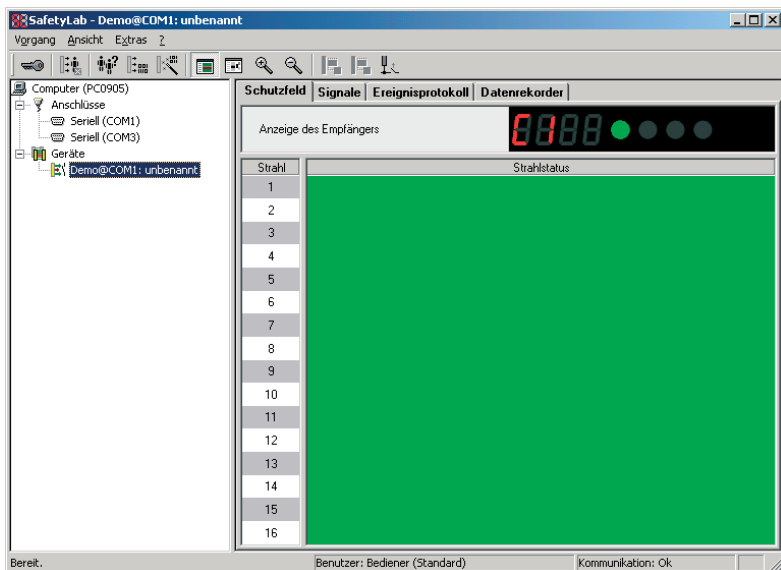 SafetyLab - Demo@COM1: unbenannt
Vorgang Ansicht Extras ?
Computer (PC0905)
Anschlüsse
Seriell (COM1)
Seriell (COM3)
Geräte
Demo@COM1: unbenannt
Schutzfeld Signale Ereignisprotokoll Datenrekorder
Anzeige des Empfängers
Strahl Strahlstatus
1
2
3
4
5
6
7
8
9
10
11
12
13
14
15
16
Bereit. Benutzer: Bediener (Standard) Kommunikation: Ok